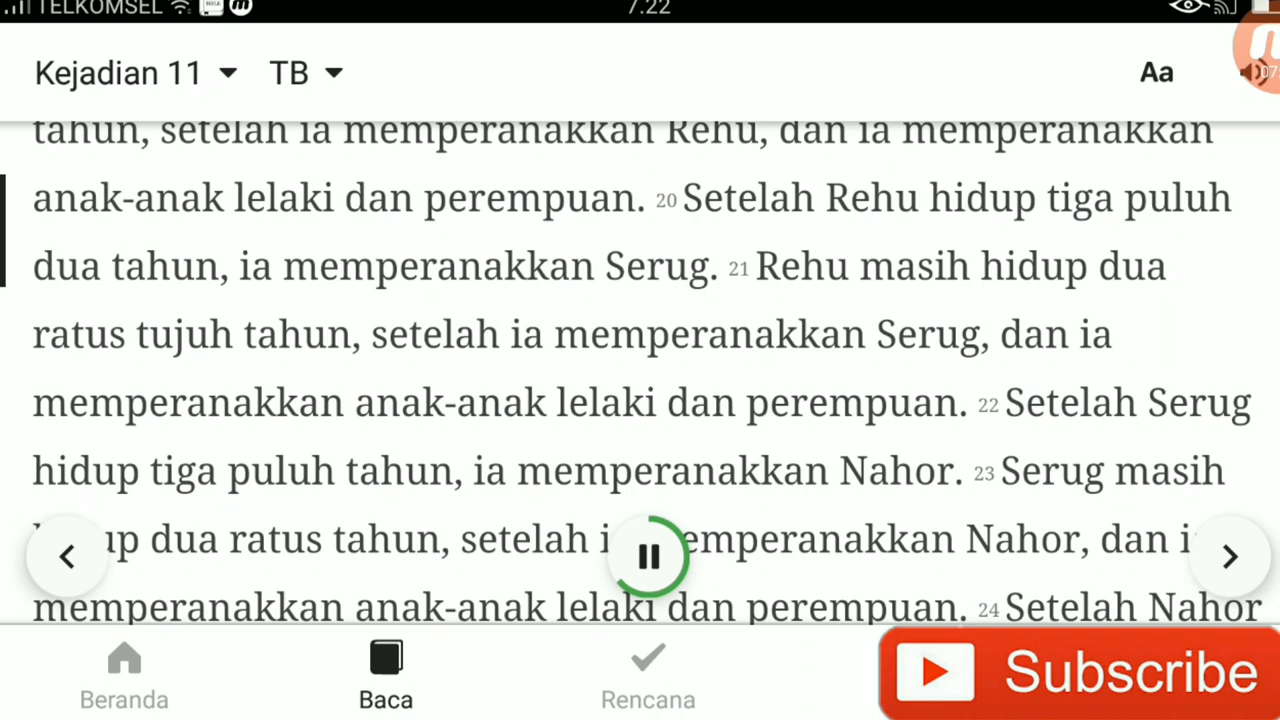 TELKOMSEL 7.22
Kejadian 11 TB Aa 07:
tahun, setelah ia memperanakkan Rehu, dan ia memperanakkan
anak-anak lelaki dan perempuan. 20 Setelah Rehu hidup tiga puluh
dua tahun, ia memperanakkan Serug. 21 Rehu masih hidup dua
ratus tujuh tahun, setelah ia memperanakkan Serug, dan ia
memperanakkan anak-anak lelaki dan perempuan. 22 Setelah Serug
hidup tiga puluh tahun, ia memperanakkan Nahor. 23 Serug masih
up dua ratus tahun, setelah i emperanakkan Nahor, dan i
memperanakkan anak-anak lelaki dan perempuan. 24 Setelah Nahor
Beranda Baca Rencana Subscribe